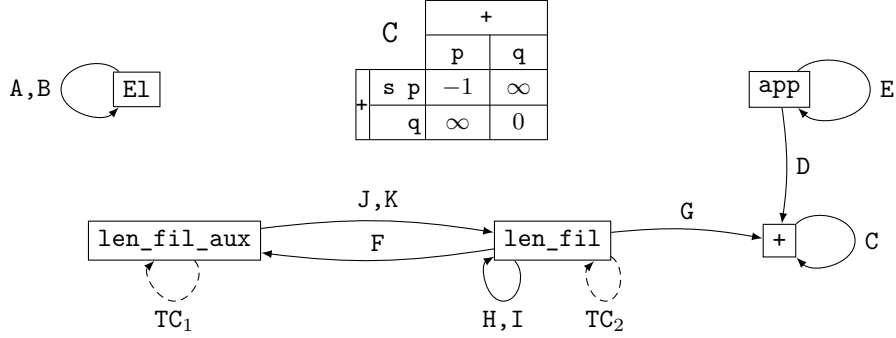 +
C
p q
+ s p −1 ∞
q ∞ 0
A,B El
app E
D
J,K
G
len_fil_aux F len_fil + C
TC₁ H,I TC₂